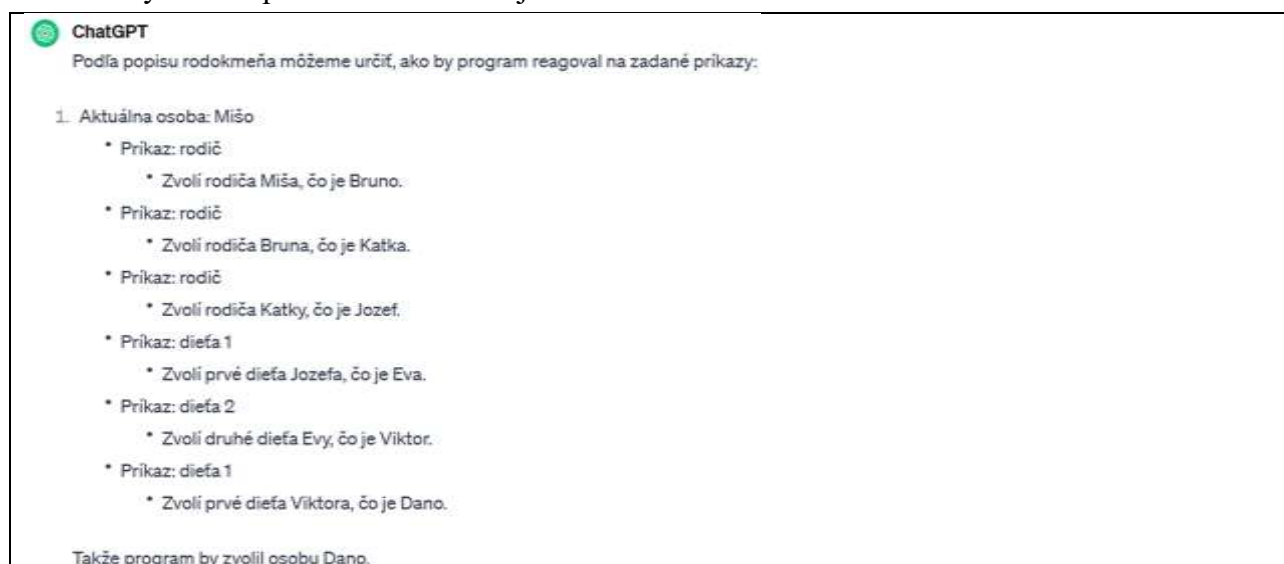 ChatGPT
Podľa popisu rodokmeňa môžeme určiť, ako by program reagoval na zadané príkazy:
1. Aktuálna osoba: Mišo
• Príkaz: rodič
• Zvolí rodiča Miša, čo je Bruno.
• Príkaz: rodič
• Zvolí rodiča Bruna, čo je Katka.
• Príkaz: rodič
• Zvolí rodiča Katky, čo je Jozef.
• Príkaz: dieťa 1
• Zvolí prvé dieťa Jozefa, čo je Eva.
• Príkaz: dieťa 2
• Zvolí druhé dieťa Evy, čo je Viktor.
• Príkaz: dieťa 1
• Zvolí prvé dieťa Viktora, čo je Dano.
Takže program by zvolil osobu Dano.